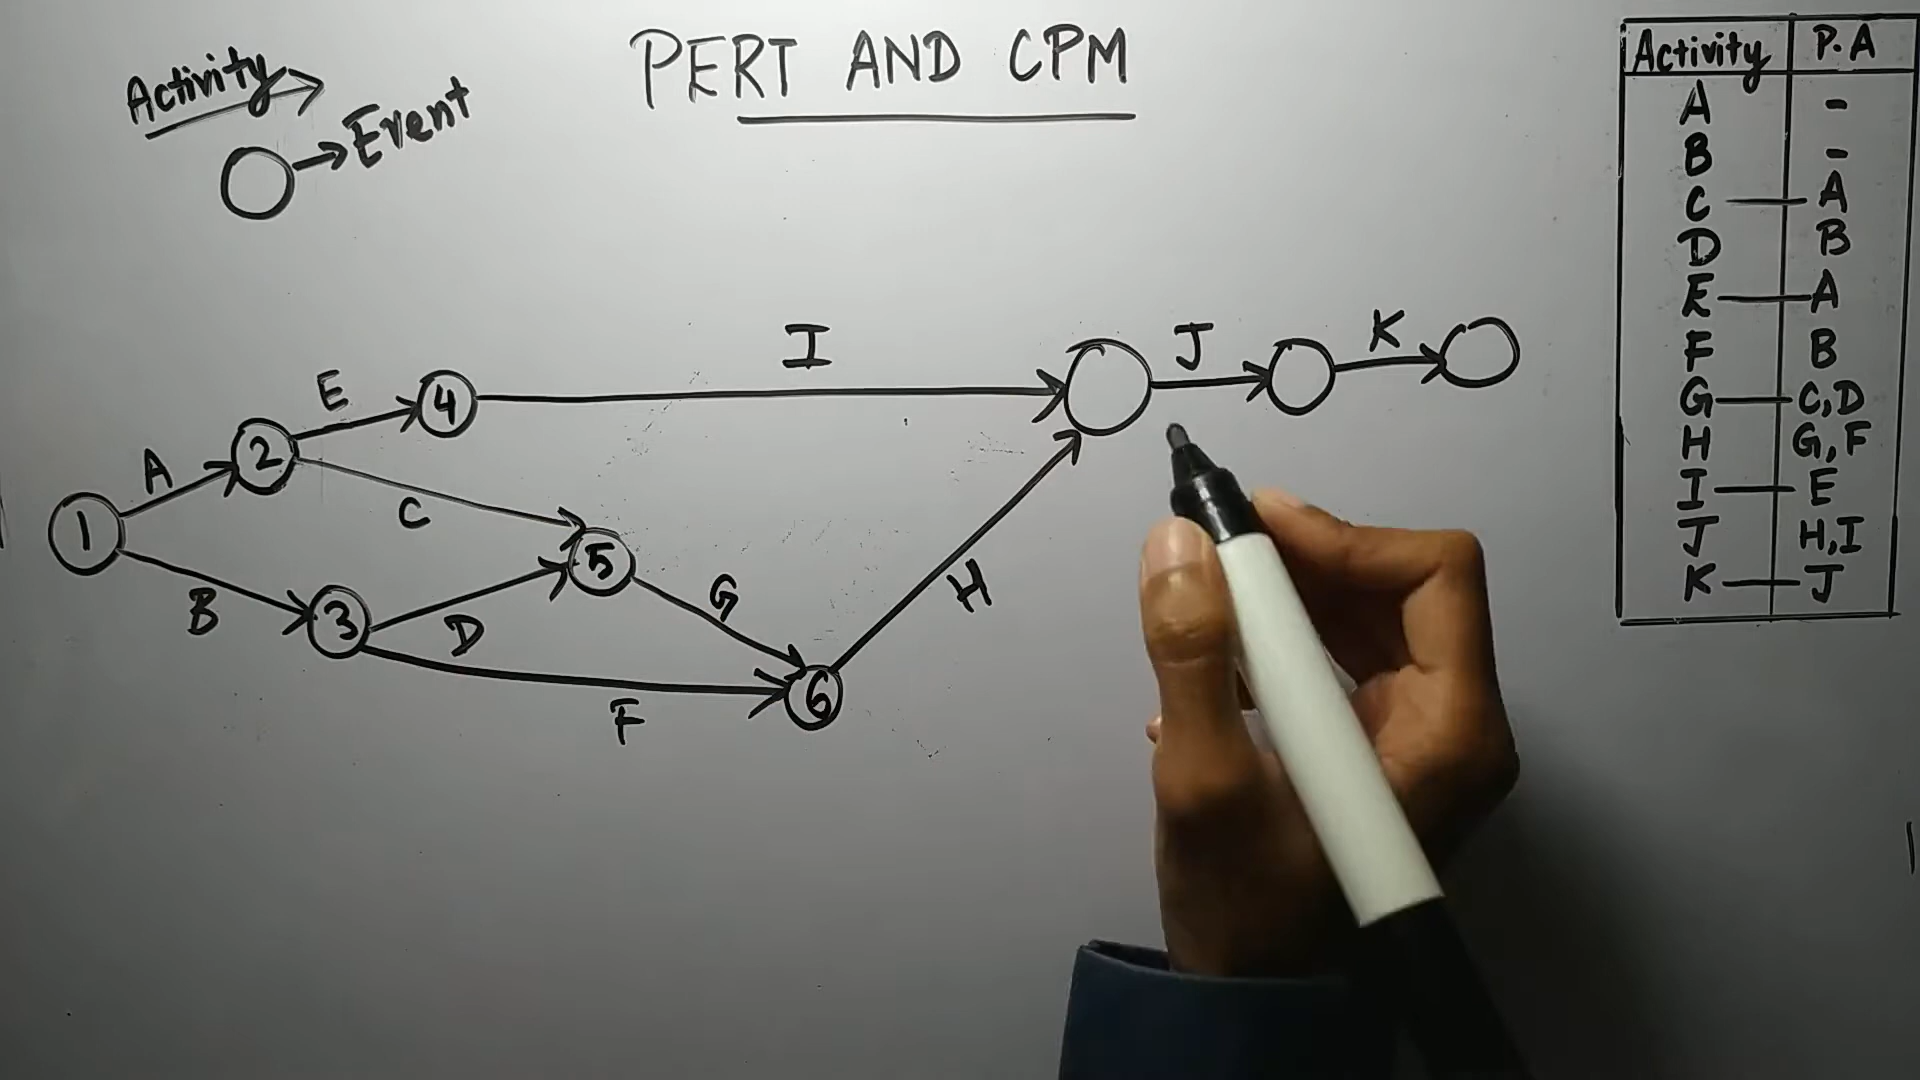 PERT AND CPM
Activity
Event
A
B
E
C
D
F
I
G
H
J
K
1
2
3
4
5
6
Activity P.A
A -
B -
C A
D B
E A
F B
G C,D
H G,F
I E
J H,I
K J